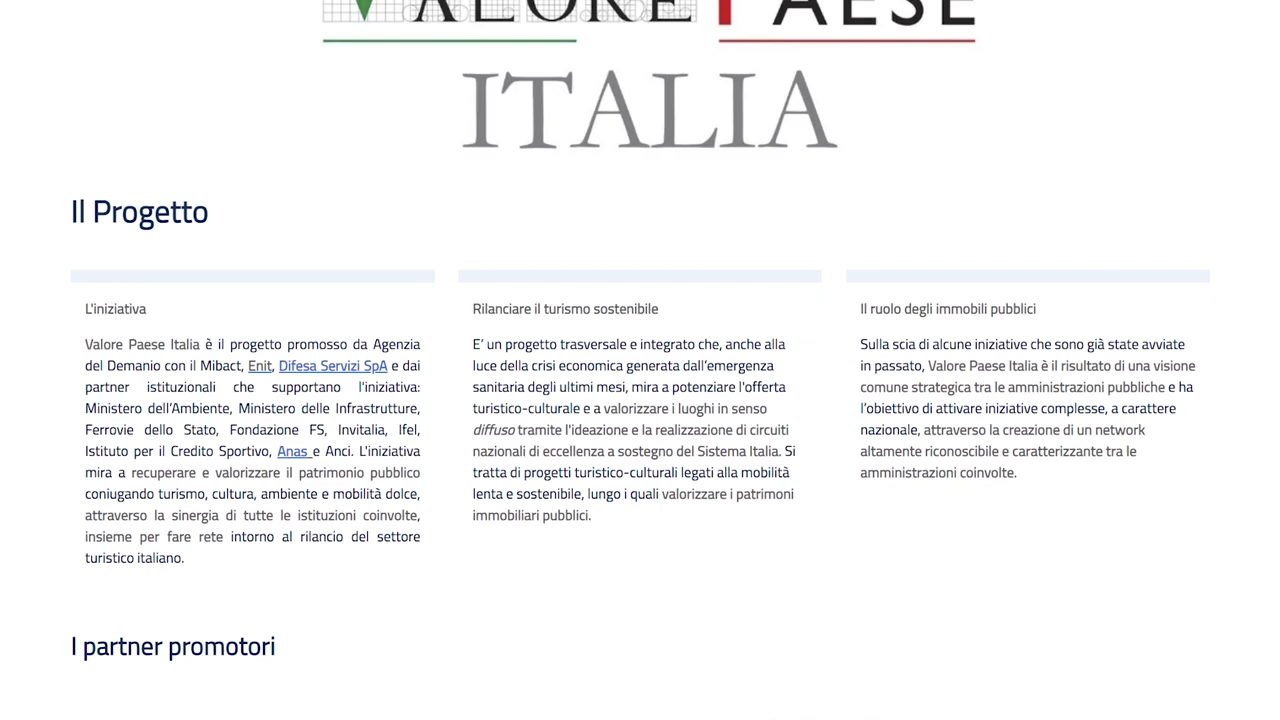 VALORE PAESE
ITALIA
Il Progetto
L'iniziativa
Valore Paese Italia è il progetto promosso da Agenzia
del Demanio con il Mibact, Enit, Difesa Servizi SpA e dai
partner istituzionali che supportano l'iniziativa:
Ministero dell’Ambiente, Ministero delle Infrastrutture,
Ferrovie dello Stato, Fondazione FS, Invitalia, Ifel,
Istituto per il Credito Sportivo, Anas e Anci. L'iniziativa
mira a recuperare e valorizzare il patrimonio pubblico
coniugando turismo, cultura, ambiente e mobilità dolce,
attraverso la sinergia di tutte le istituzioni coinvolte,
insieme per fare rete intorno al rilancio del settore
turistico italiano.
Rilanciare il turismo sostenibile
E’ un progetto trasversale e integrato che, anche alla
luce della crisi economica generata dall’emergenza
sanitaria degli ultimi mesi, mira a potenziare l'offerta
turistico-culturale e a valorizzare i luoghi in senso
diffuso tramite l'ideazione e la realizzazione di circuiti
nazionali di eccellenza a sostegno del Sistema Italia. Si
tratta di progetti turistico-culturali legati alla mobilità
lenta e sostenibile, lungo i quali valorizzare i patrimoni
immobiliari pubblici.
Il ruolo degli immobili pubblici
Sulla scia di alcune iniziative che sono già state avviate
in passato, Valore Paese Italia è il risultato di una visione
comune strategica tra le amministrazioni pubbliche e ha
l’obiettivo di attivare iniziative complesse, a carattere
nazionale, attraverso la creazione di un network
altamente riconoscibile e caratterizzante tra le
amministrazioni coinvolte.
I partner promotori